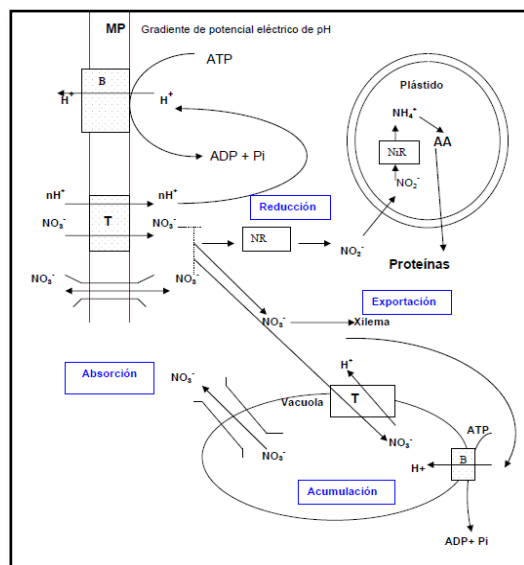 MP Gradiente de potencial eléctrico de pH
B
ATP
H⁺ H⁺
Plástido
NH₄⁺
AA
NiR
NO₂⁻
ADP + Pi
nH⁺ nH⁺
Reducción
NO₃⁻ T NO₃⁻
NR
NO₂⁻
Proteínas
NO₃⁻ NO₃⁻
Exportación
NO₃⁻ Xilema
Absorción
NO₃⁻
H⁺
Vacuola T
ATP
NO₃⁻
NO₃⁻
H+ B
Acumulación
ADP+ Pi